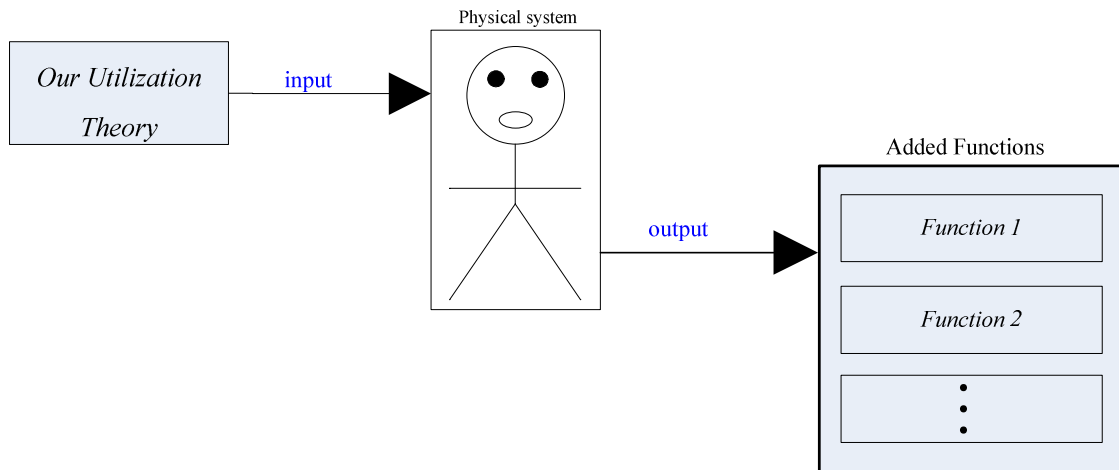 Physical system
Our Utilization
Theory
input
Added Functions
output
Function 1
Function 2